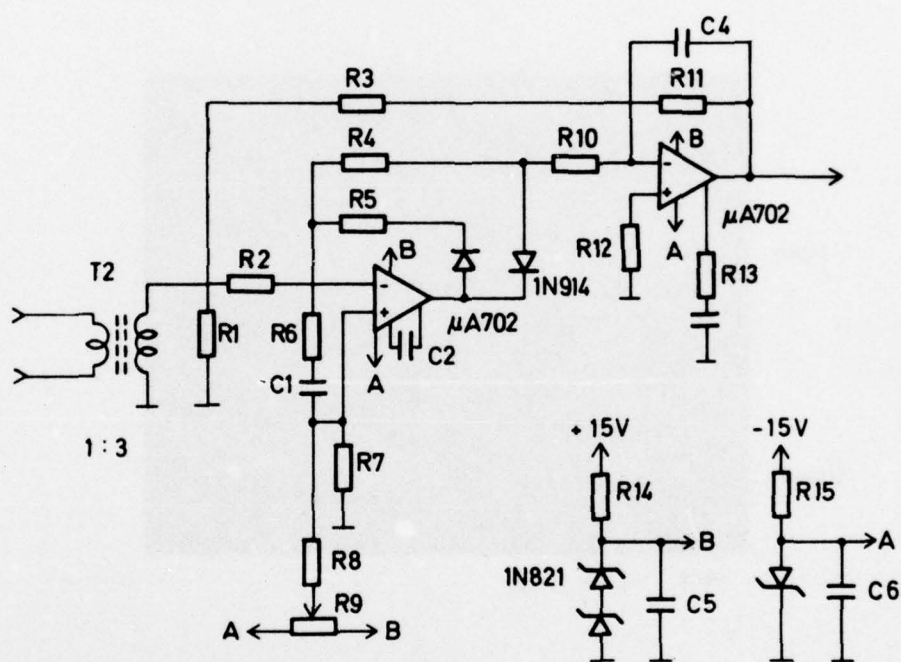 C4
R3
R11
R4
R10
B
R5
μA702
R12
A
R13
T2
R2
B
1N914
μA702
R1
R6
C2
C1
A
1:3
R7
+15V
-15V
R14
R15
R8
B
A
1N821
C5
C6
R9
A
B